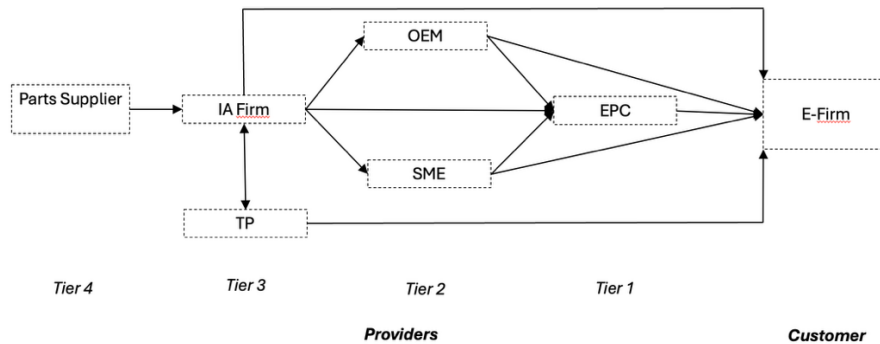 OEM
Parts Supplier
IA Firm
EPC
E-Firm
SME
TP
Tier 4
Tier 3
Tier 2
Tier 1
Providers
Customer